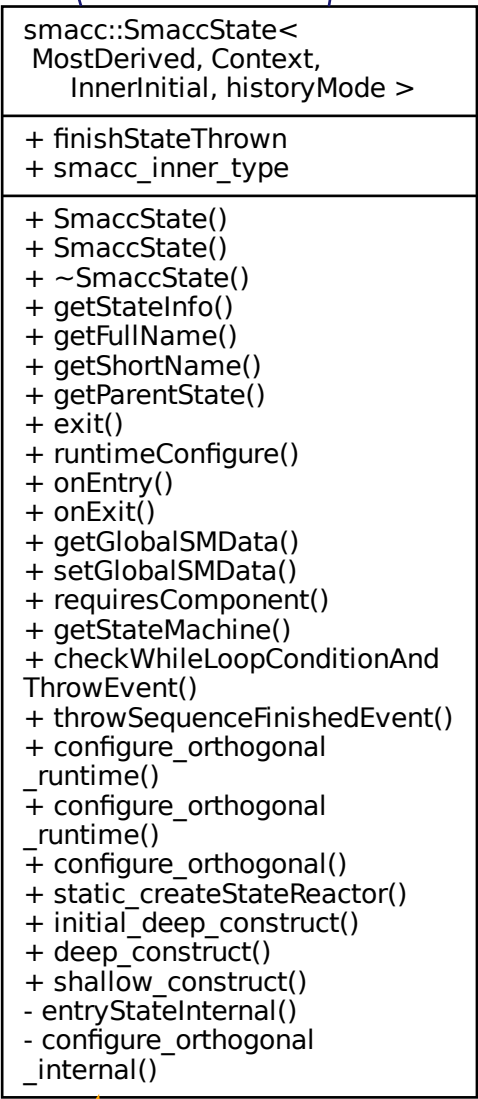 smacc::SmaccState<
MostDerived, Context,
InnerInitial, historyMode >
+ finishStateThrown
+ smacc_inner_type
+ SmaccState()
+ SmaccState()
+ ~SmaccState()
+ getStateInfo()
+ getFullName()
+ getShortName()
+ getParentState()
+ exit()
+ runtimeConfigure()
+ onEntry()
+ onExit()
+ getGlobalSMData()
+ setGlobalSMData()
+ requiresComponent()
+ getStateMachine()
+ checkWhileLoopConditionAnd
ThrowEvent()
+ throwSequenceFinishedEvent()
+ configure_orthogonal
_runtime()
+ configure_orthogonal
_runtime()
+ configure_orthogonal()
+ static_createStateReactor()
+ initial_deep_construct()
+ deep_construct()
+ shallow_construct()
- entryStateInternal()
- configure_orthogonal
_internal()